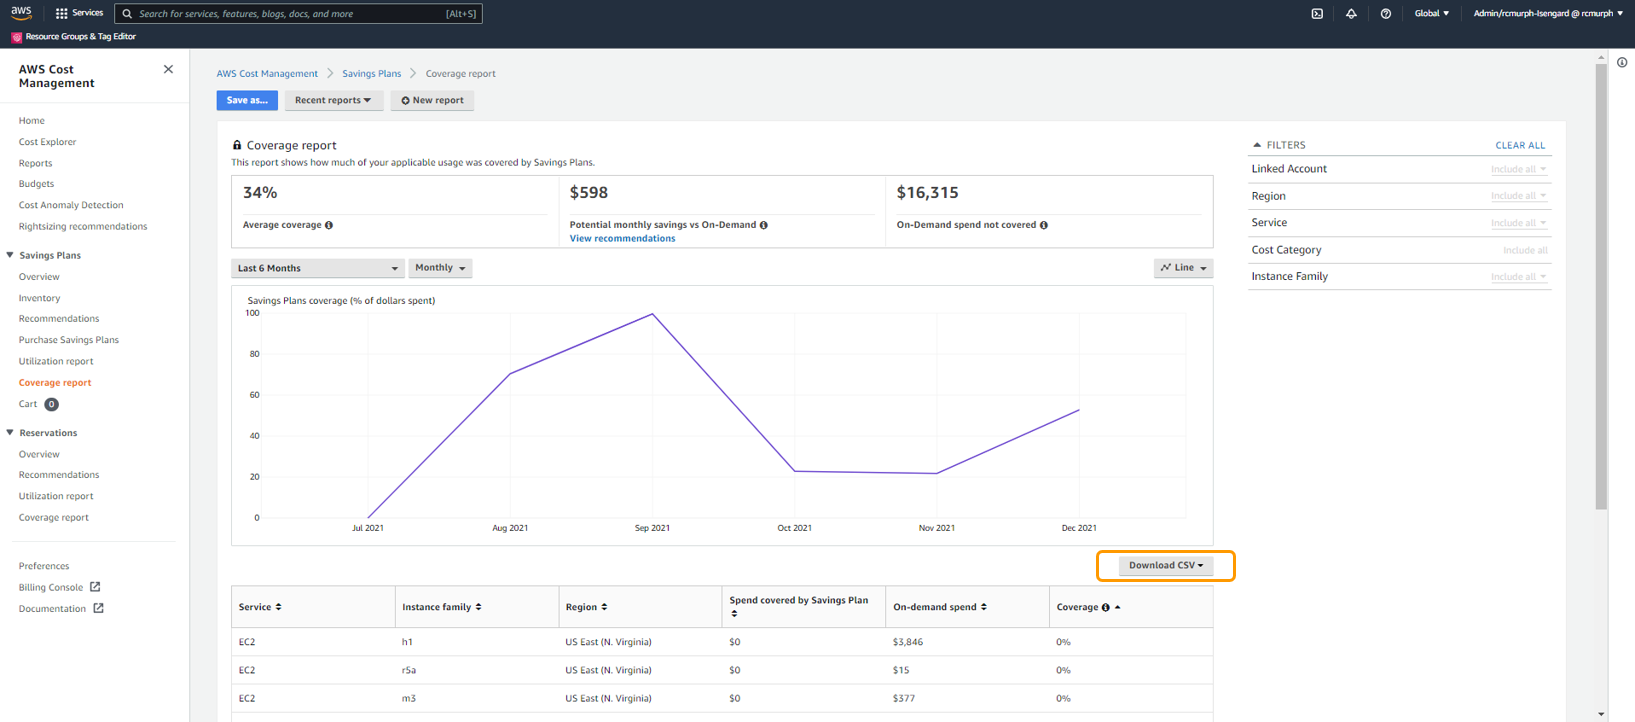 aws
Services
Search for services, features, blogs, docs, and more
[Alt+S]
Global
Admin/rcmurph-Isengard @ rcmurph
Resource Groups & Tag Editor
AWS Cost
Management
Home
Cost Explorer
Reports
Budgets
Cost Anomaly Detection
Rightsizing recommendations
Savings Plans
Overview
Inventory
Recommendations
Purchase Savings Plans
Utilization report
Coverage report
Cart 0
Reservations
Overview
Recommendations
Utilization report
Coverage report
Preferences
Billing Console
Documentation
AWS Cost Management
Savings Plans
Coverage report
Save as...
Recent reports
New report
Coverage report
This report shows how much of your applicable usage was covered by Savings Plans.
34%
Average coverage
$598
Potential monthly savings vs On-Demand
View recommendations
$16,315
On-Demand spend not covered
Last 6 Months
Monthly
Line
Savings Plans coverage (% of dollars spent)
100
80
60
40
20
0
Jul 2021
Aug 2021
Sep 2021
Oct 2021
Nov 2021
Dec 2021
Download CSV
Service
Instance family
Region
Spend covered by Savings Plan
On-demand spend
Coverage
EC2 h1 US East (N. Virginia) $0 $3,846 0%
EC2 r5a US East (N. Virginia) $0 $15 0%
EC2 m3 US East (N. Virginia) $0 $377 0%
FILTERS
CLEAR ALL
Linked Account Include all
Region Include all
Service Include all
Cost Category Include all
Instance Family Include all